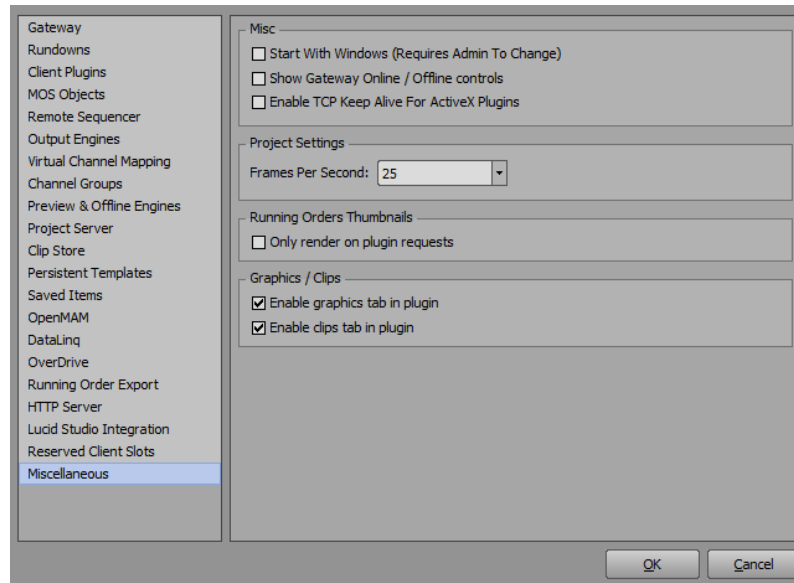 Gateway
Rundowns
Client Plugins
MOS Objects
Remote Sequencer
Output Engines
Virtual Channel Mapping
Channel Groups
Preview & Offline Engines
Project Server
Clip Store
Persistent Templates
Saved Items
OpenMAM
DataLinq
OverDrive
Running Order Export
HTTP Server
Lucid Studio Integration
Reserved Client Slots
Miscellaneous
Misc
Start With Windows (Requires Admin To Change)
Show Gateway Online / Offline controls
Enable TCP Keep Alive For ActiveX Plugins
Project Settings
Frames Per Second: 25
Running Orders Thumbnails
Only render on plugin requests
Graphics / Clips
Enable graphics tab in plugin
Enable clips tab in plugin
OK Cancel